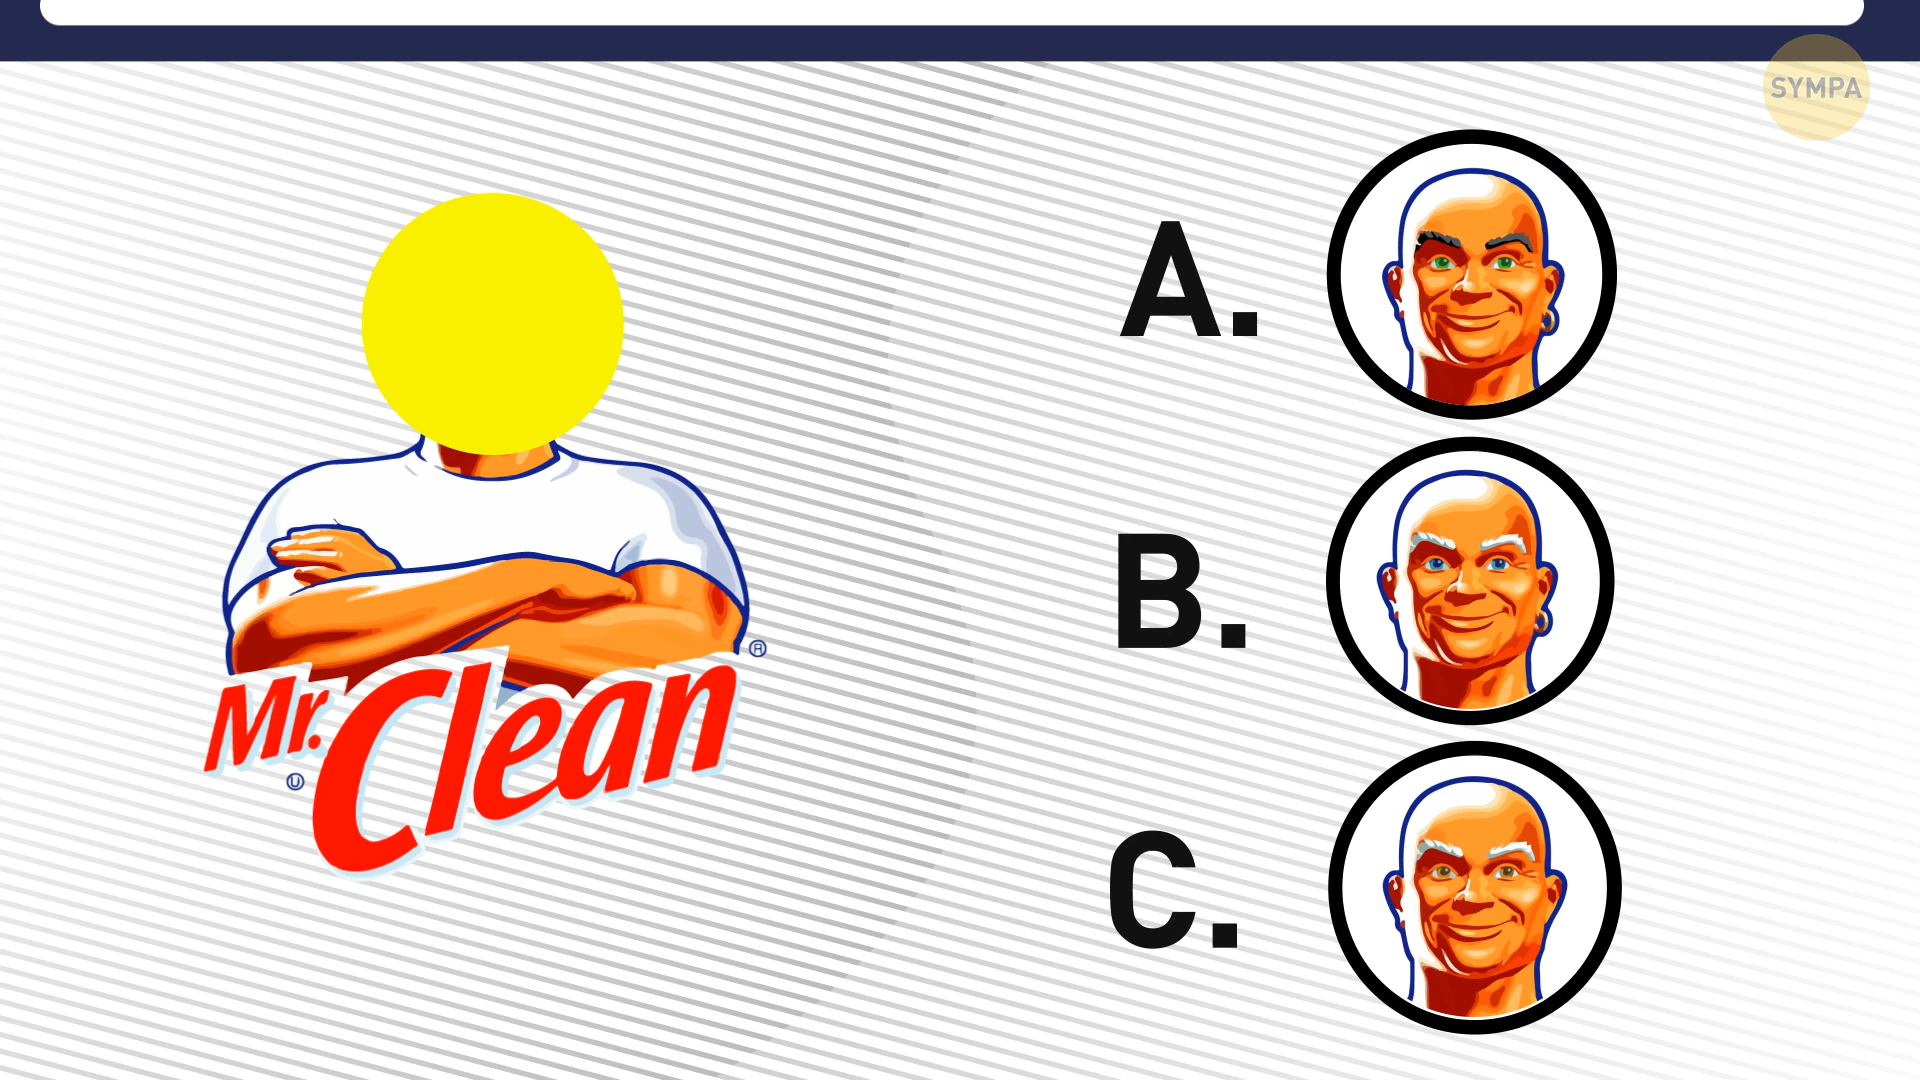 SYMPA
A.
B.
Mr. Clean
®
Ⓤ
C.